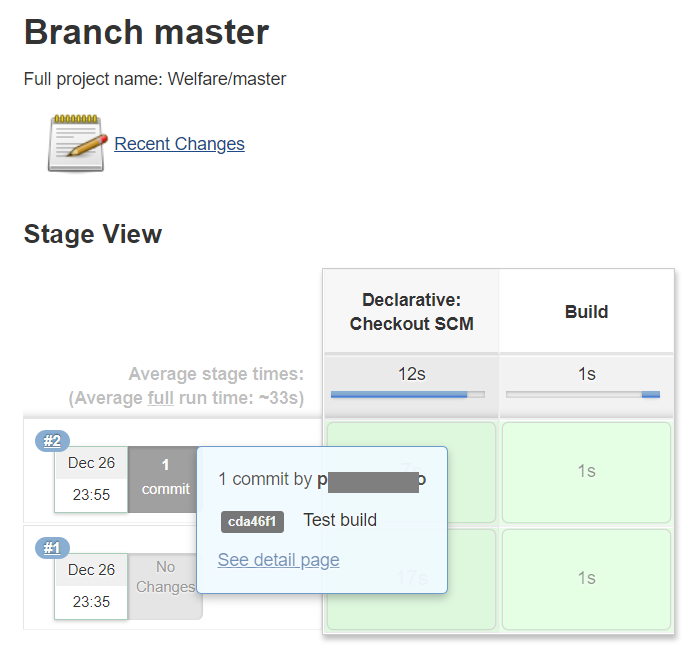 Branch master
Full project name: Welfare/master
Recent Changes
Stage View
Declarative:
Checkout SCM
Build
Average stage times:
(Average full run time: ~33s)
12s
1s
#2
Dec 26
23:55
1
commit
1 commit by
cda46f1 Test build
See detail page
1s
#1
Dec 26
23:35
No
Changes
17s
1s